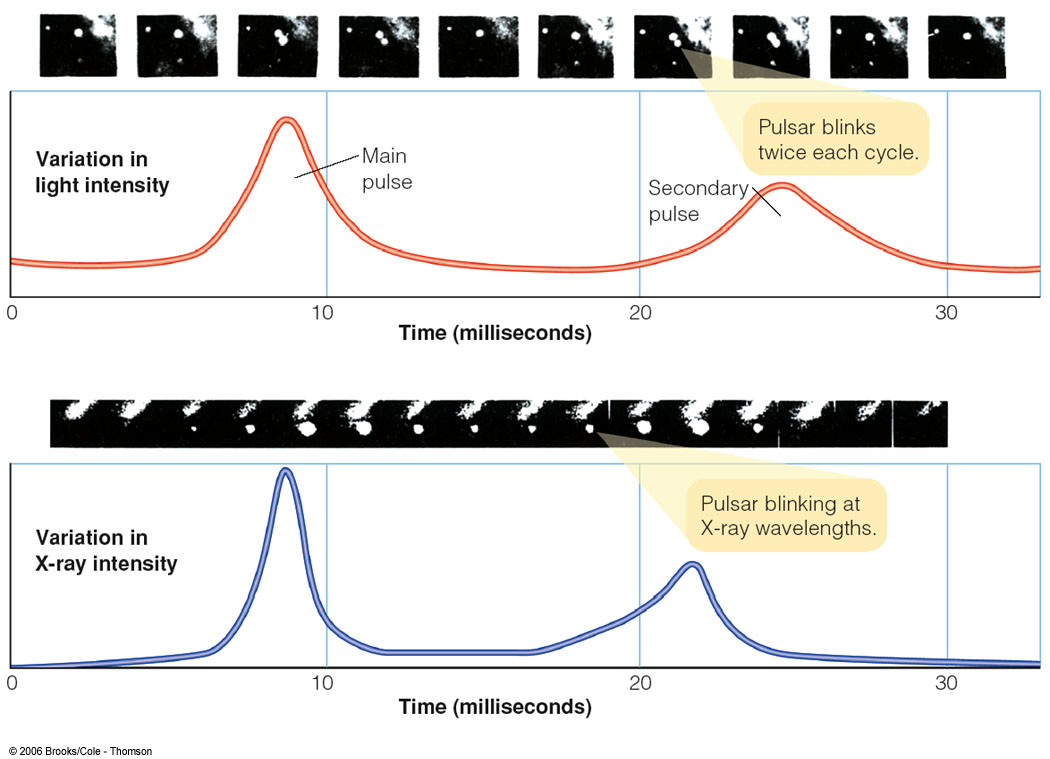 Pulsar blinks
twice each cycle.
Variation in
light intensity
Main
pulse
Secondary
pulse
0
10
20
30
Time (milliseconds)
Pulsar blinking at
X-ray wavelengths.
Variation in
X-ray intensity
0
10
20
30
Time (milliseconds)
© 2006 Brooks/Cole - Thomson